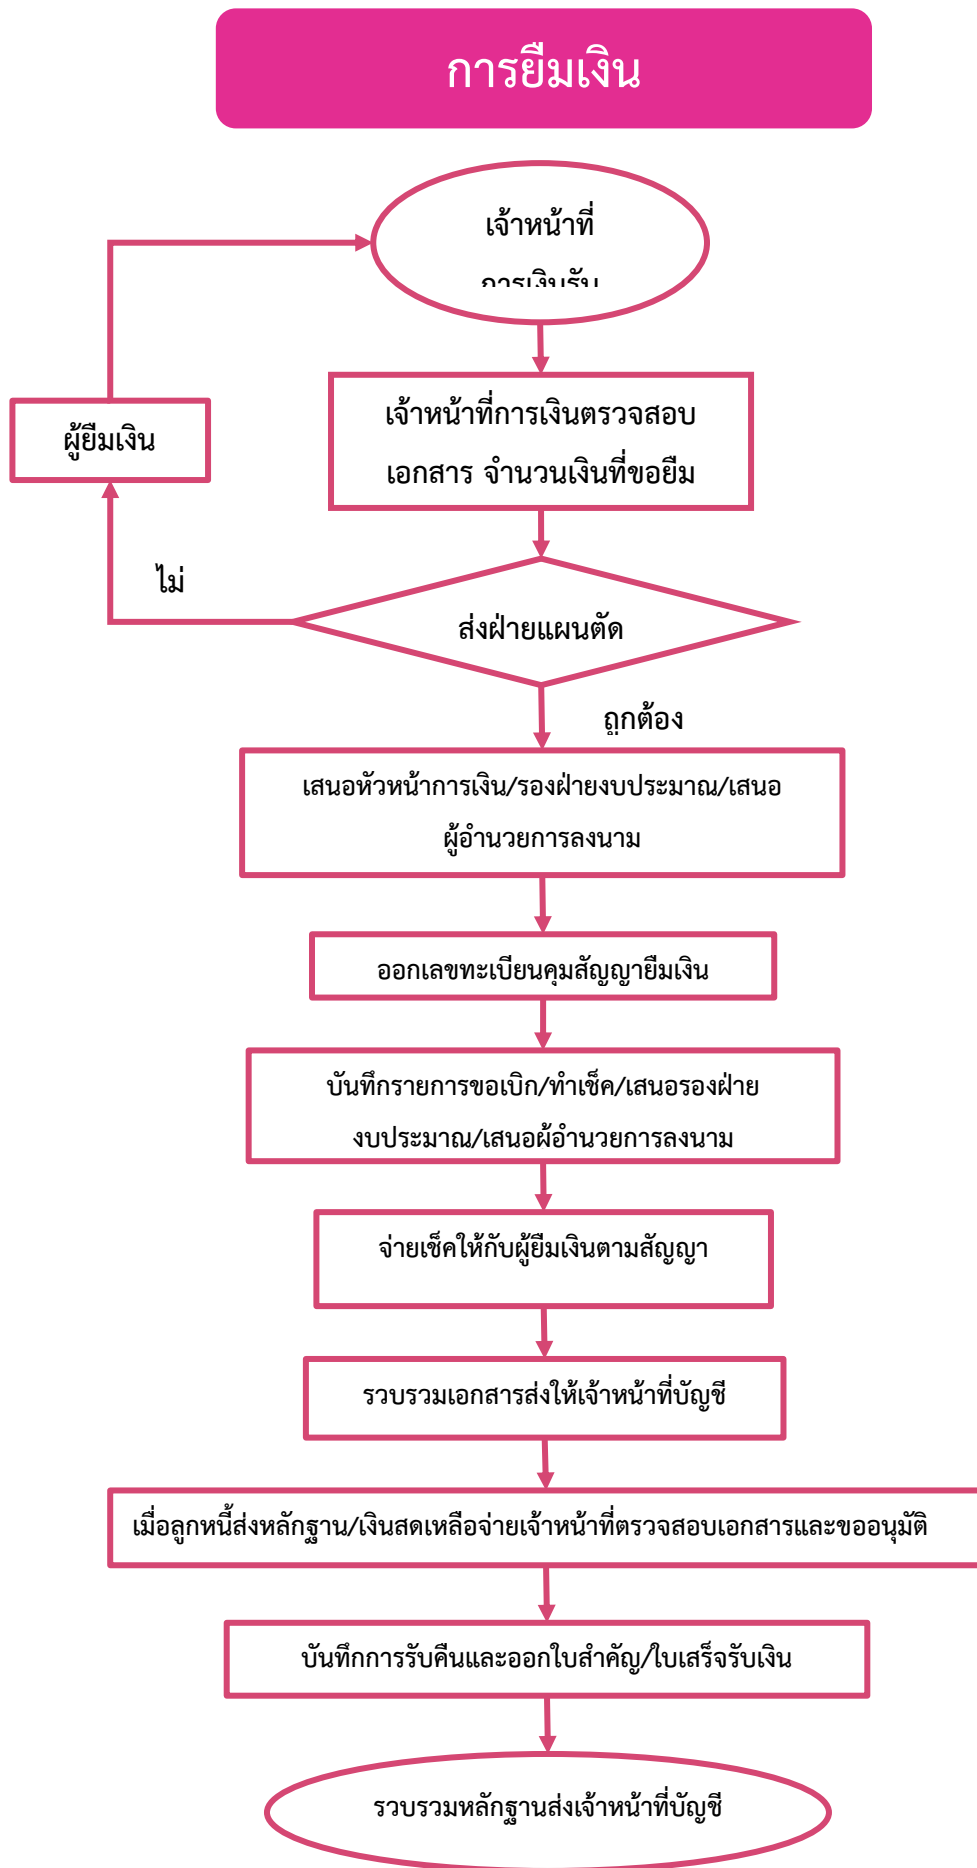 การยืมเงิน
เจ้าหน้าที่
การเงินรับ
เจ้าหน้าที่การเงินตรวจสอบ
เอกสาร จำนวนเงินที่ขอยืม
ผู้ยืมเงิน
ไม่
ส่งฝ่ายแผนตัด
ถูกต้อง
เสนอหัวหน้าการเงิน/รองฝ่ายงบประมาณ/เสนอ
ผู้อำนวยการลงนาม
ออกเลขทะเบียนคุมสัญญายืมเงิน
บันทึกรายการขอเบิก/ทำเช็ค/เสนอรองฝ่าย
งบประมาณ/เสนอผู้อำนวยการลงนาม
จ่ายเช็คให้กับผู้ยืมเงินตามสัญญา
รวบรวมเอกสารส่งให้เจ้าหน้าที่บัญชี
เมื่อลูกหนี้ส่งหลักฐาน/เงินสดเหลือจ่ายเจ้าหน้าที่ตรวจสอบเอกสารและขออนุมัติ
บันทึกการรับคืนและออกใบสำคัญ/ใบเสร็จรับเงิน
รวบรวมหลักฐานส่งเจ้าหน้าที่บัญชี